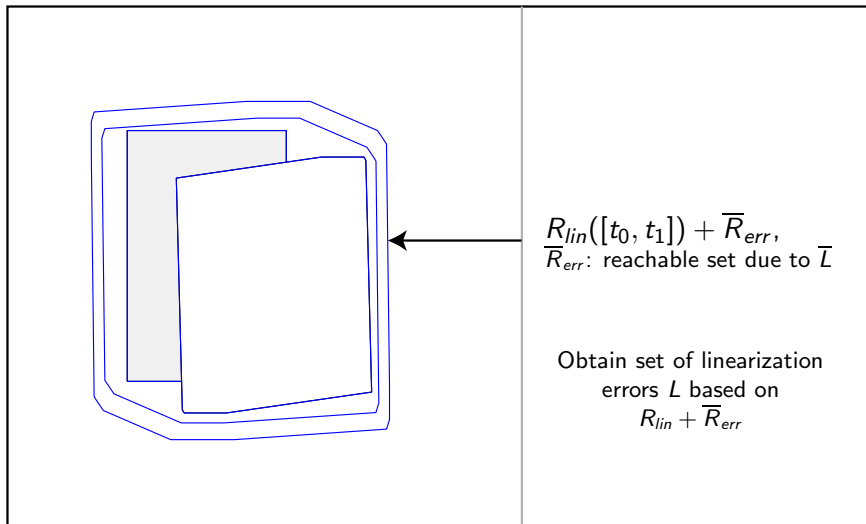 R_lin([t_0, t_1]) + R̅_err,
R̅_err: reachable set due to L̅
Obtain set of linearization
errors L based on
R_lin + R̅_err